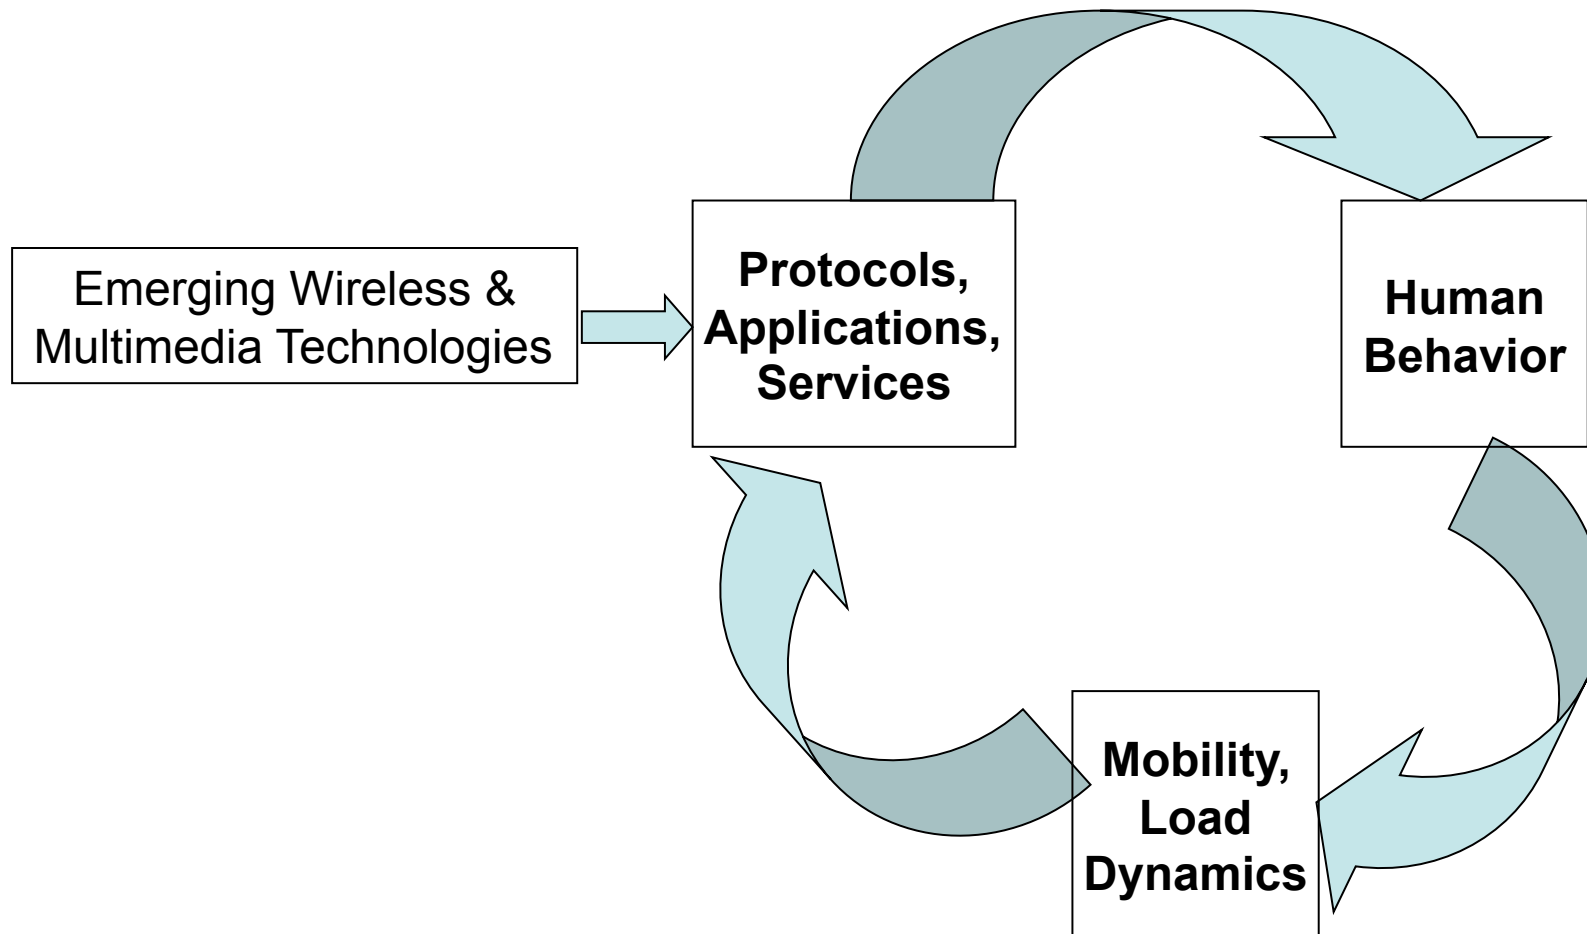 Emerging Wireless &
Multimedia Technologies
Protocols,
Applications,
Services
Human
Behavior
Mobility,
Load
Dynamics